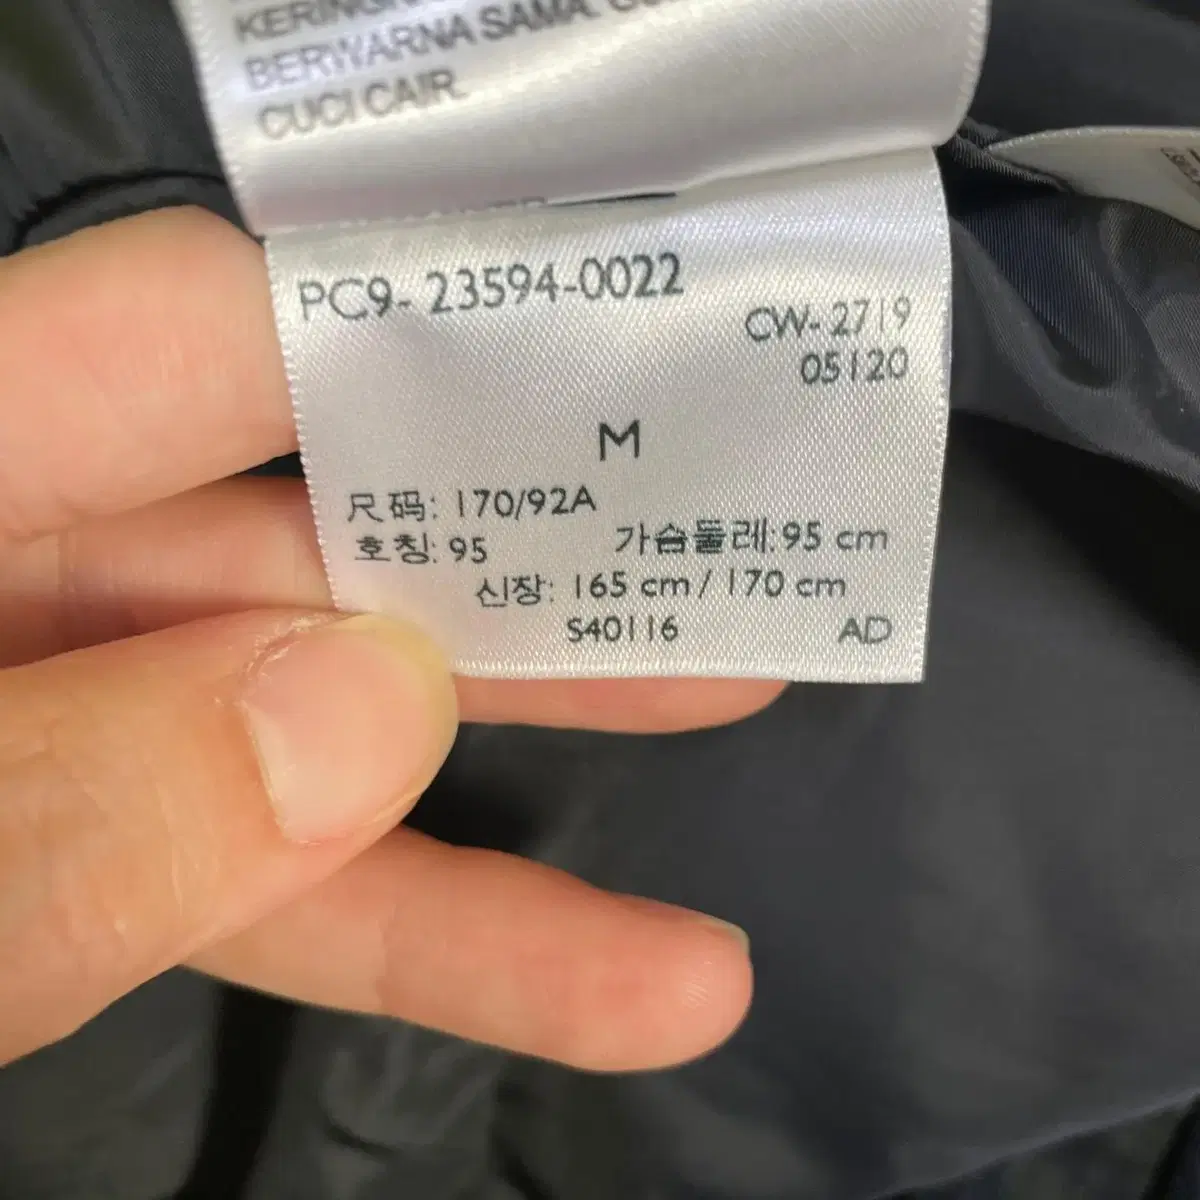 BERWARNA SAMA.
CUCI CAIR.
PC9-23594-0022
CW-2719
05120
M
尺码: 170/92A
호칭: 95
가슴둘레: 95 cm
신장: 165 cm / 170 cm
S40116
AD